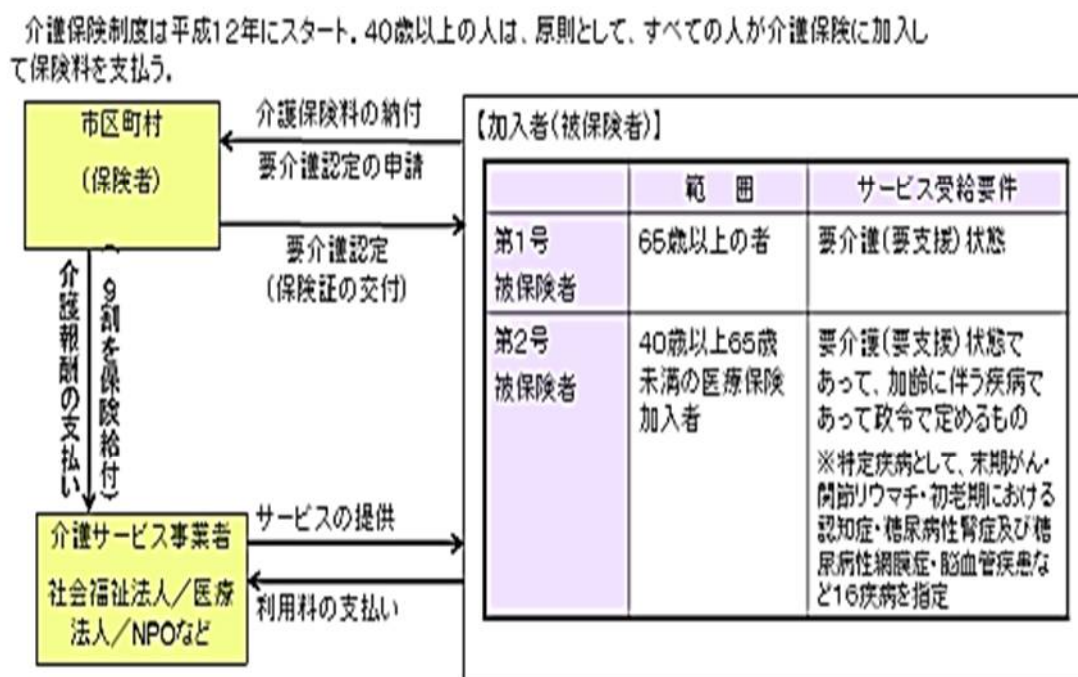 介護保険制度は平成12年にスタート．40歳以上の人は、原則として、すべての人が介護保険に加入し
て保険料を支払う．
市区町村
(保険者)
介護保険料の納付
要介護認定の申請
要介護認定
(保険証の交付)
介護報酬の支払い
(9割を保険給付)
介護サービス事業者
社会福祉法人／医療
法人／NPOなど
サービスの提供
利用料の支払い
【加入者(被保険者)】
範　囲
サービス受給要件
第1号
被保険者
65歳以上の者
要介護(要支援)状態
第2号
被保険者
40歳以上65歳
未満の医療保険
加入者
要介護(要支援)状態で
あって、加齢に伴う疾病で
あって政令で定めるもの
※特定疾病として、末期がん・
関節リウマチ・初老期における
認知症・糖尿病性腎症及び糖
尿病性網膜症・脳血管疾患な
ど16疾病を指定